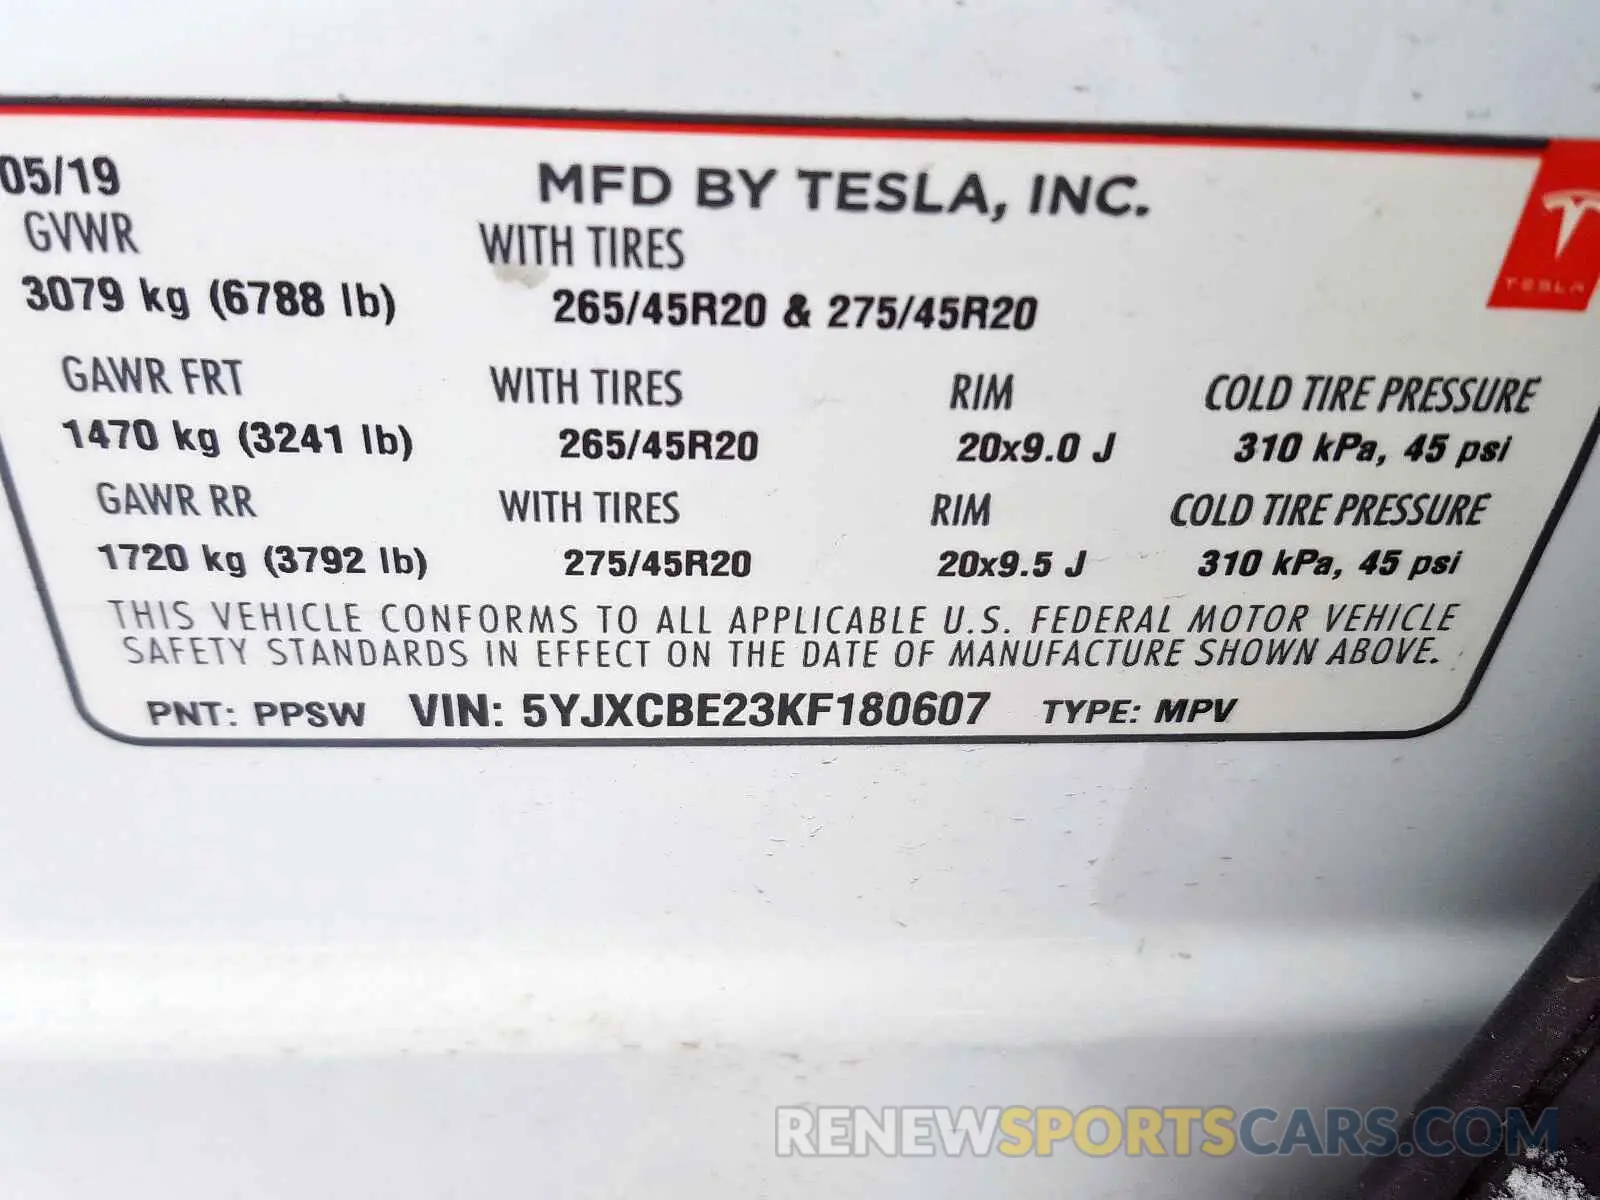 05/19
MFD BY TESLA, INC.
TESLA
GVWR WITH TIRES
3079 kg (6788 lb) 265/45R20 & 275/45R20
GAWR FRT WITH TIRES RIM COLD TIRE PRESSURE
1470 kg (3241 lb) 265/45R20 20x9.0 J 310 kPa, 45 psi
GAWR RR WITH TIRES RIM COLD TIRE PRESSURE
1720 kg (3792 lb) 275/45R20 20x9.5 J 310 kPa, 45 psi
THIS VEHICLE CONFORMS TO ALL APPLICABLE U.S. FEDERAL MOTOR VEHICLE
SAFETY STANDARDS IN EFFECT ON THE DATE OF MANUFACTURE SHOWN ABOVE.
PNT: PPSW VIN: 5YJXCBE23KF180607 TYPE: MPV
RENEWSPORTSCARS.COM